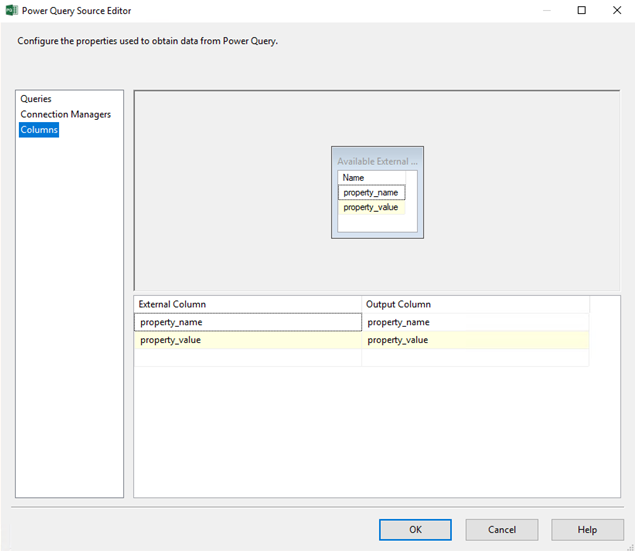 Power Query Source Editor
Configure the properties used to obtain data from Power Query.
Queries
Connection Managers
Columns
Available External ...
Name
property_name
property_value
External Column Output Column
property_name property_name
property_value property_value
OK Cancel Help